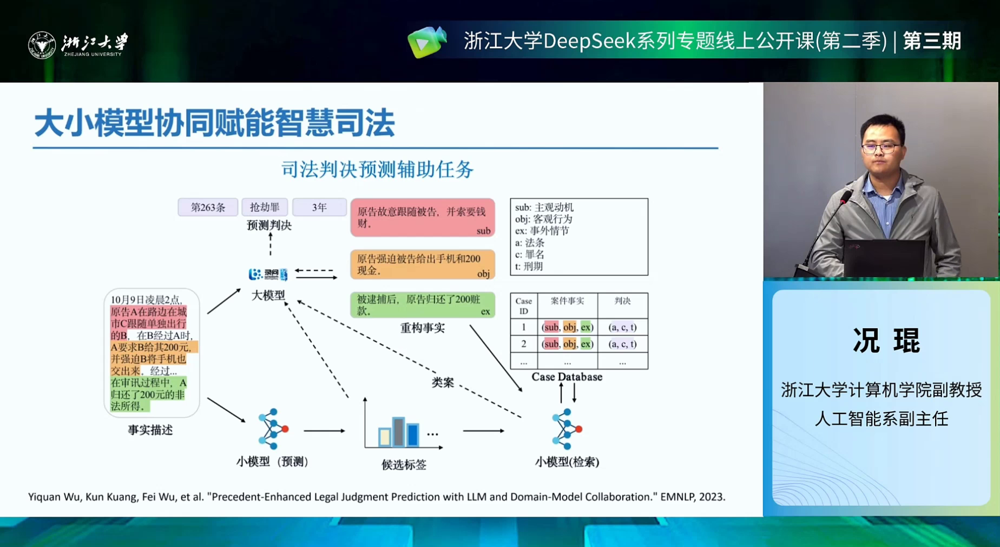 浙江大学
ZHEJIANG UNIVERSITY
浙江大学DeepSeek系列专题线上公开课(第二季) | 第三期
大小模型协同赋能智慧司法
司法判决预测辅助任务
第263条
抢劫罪
3年
预测判决
原告故意跟随被告，并索要钱
财。
sub
原告强迫被告给出手机和200
现金。
obj
被逮捕后，原告归还了200赃
款。
ex
重构事实
sub: 主观动机
obj: 客观行为
ex: 事外情节
a: 法条
c: 罪名
t: 刑期
录问
wisdom
大模型
10月9日凌晨2点，
原告A在路边在城
市C跟随单独出行
的B，在B经过A时，
A要求B给其200元，
并强迫B将手机也
交出来。经过...
在审讯过程中，A
归还了200元的非
法所得。
事实描述
Case
ID
案件事实
判决
1 (sub, obj, ex) (a, c, t)
2 (sub, obj, ex) (a, c, t)
... ... ...
Case Database
类案
小模型（预测）
...
候选标签
小模型(检索)
Yiquan Wu, Kun Kuang, Fei Wu, et al. "Precedent-Enhanced Legal Judgment Prediction with LLM and Domain-Model Collaboration." EMNLP, 2023.
况 琨
浙江大学计算机学院副教授
人工智能系副主任